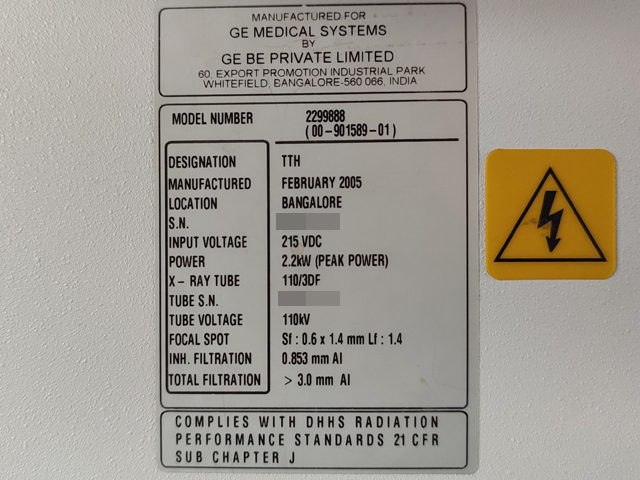 MANUFACTURED FOR
GE MEDICAL SYSTEMS
BY
GE BE PRIVATE LIMITED
60, EXPORT PROMOTION INDUSTRIAL PARK
WHITEFIELD, BANGALORE-560 066, INDIA
MODEL NUMBER 2299888
(00-901589-01)
DESIGNATION TTH
MANUFACTURED FEBRUARY 2005
LOCATION BANGALORE
S.N.
INPUT VOLTAGE 215 VDC
POWER 2.2kW (PEAK POWER)
X-RAY TUBE 110/3DF
TUBE S.N.
TUBE VOLTAGE 110kV
FOCAL SPOT Sf : 0.6 x 1.4 mm Lf : 1.4
INH. FILTRATION 0.853 mm Al
TOTAL FILTRATION > 3.0 mm Al
COMPLIES WITH DHHS RADIATION
PERFORMANCE STANDARDS 21 CFR
SUB CHAPTER J